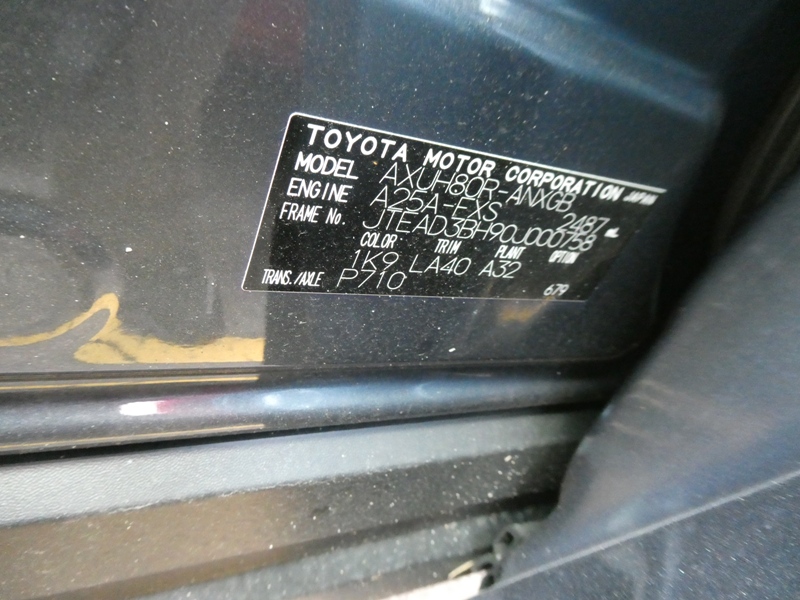 TOYOTA MOTOR CORPORATION JAPAN
MODEL AXUH80R-ANXGB
ENGINE A25A-FXS 2487 mL
FRAME No JTEAD3BH90J000758
COLOR TRIM PLANT OPTION
1K9 LA40 A32
TRANS./AXLE P710 679